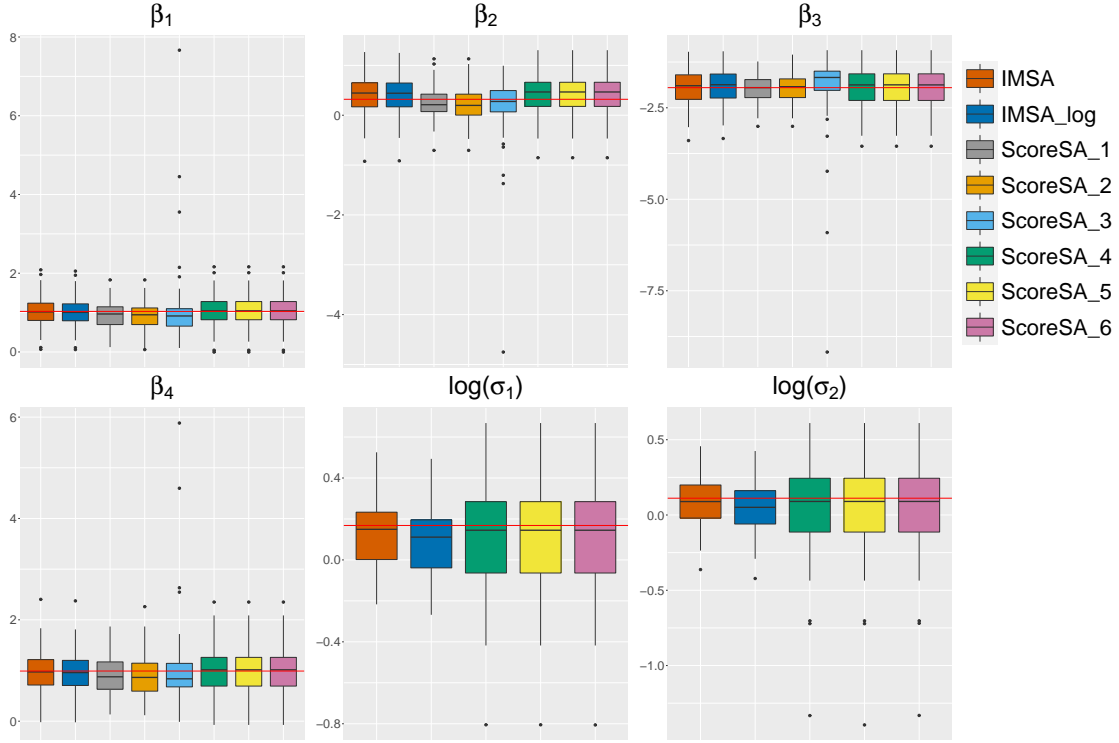 β1
β2
β3
8
6
4
2
0
0
−2
−4
−2.5
−5.0
−7.5
IMSA
IMSA_log
ScoreSA_1
ScoreSA_2
ScoreSA_3
ScoreSA_4
ScoreSA_5
ScoreSA_6
β4
log(σ1)
log(σ2)
6
4
2
0
0.4
0.0
−0.4
−0.8
0.5
0.0
−0.5
−1.0